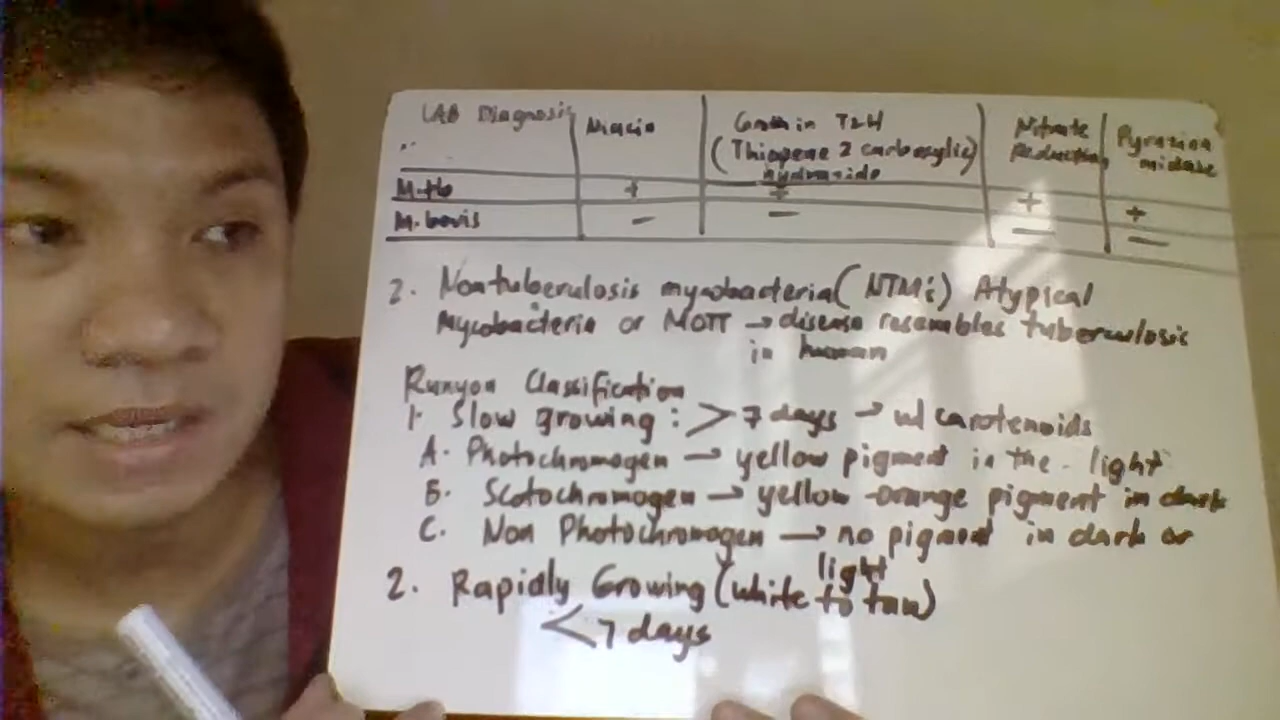 LAB Diagnosis | Niacin | Growth in T2H (Thiopene 2 carboxylic hydrazide | Nitrate Reduction | Pyrazina midase
M.tb | + | + | + | +
M.bovis | - | - | - | -
2. Nontuberulosis mycobacteria (NTM:) Atypical
Mycobacteria or MOTT → disease resembles tuberculosis
in human
Runyon Classification
1. Slow growing : > 7 days → w/ carotenoids
A. Photochromogen → yellow pigment in the light
B. Scotochromogen → yellow-orange pigment in dark
C. Non Photochromogen → no pigment in dark or
light
2. Rapidly Growing (white to tan)
< 7 days